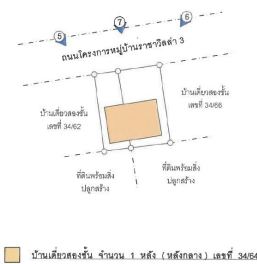 5
7
6
ถนนโครงการหมู่บ้านราชาวิลล่า 3
บ้านเดี่ยวสองชั้น
เลขที่ 34/66
บ้านเดี่ยวสองชั้น
เลขที่ 34/62
ที่ดินพร้อมสิ่ง
ปลูกสร้าง
ที่ดินพร้อมสิ่ง
ปลูกสร้าง
บ้านเดี่ยวสองชั้น จำนวน 1 หลัง ( หลังกลาง ) เลขที่ 34/64